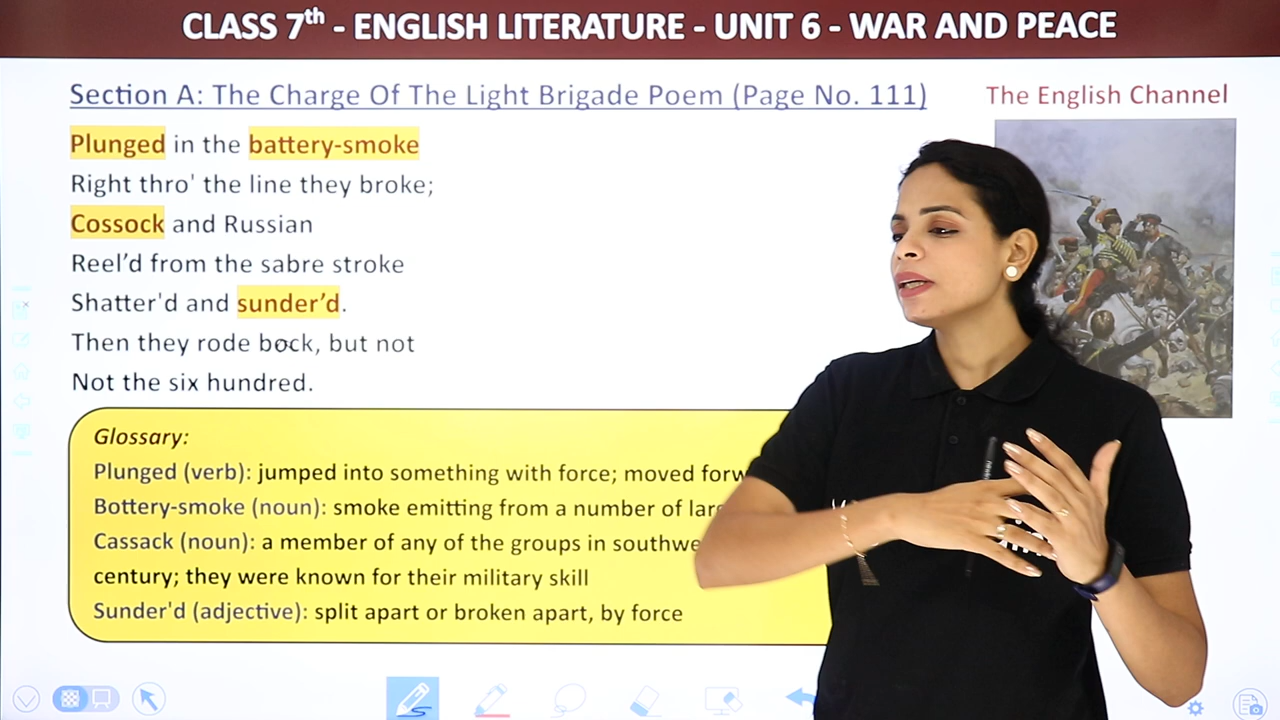 CLASS 7th - ENGLISH LITERATURE - UNIT 6 - WAR AND PEACE
Section A: The Charge Of The Light Brigade Poem (Page No. 111)
The English Channel
Plunged in the battery-smoke
Right thro' the line they broke;
Cossock and Russian
Reel’d from the sabre stroke
Shatter'd and sunder’d.
Then they rode bock, but not
Not the six hundred.
Glossary:
Plunged (verb): jumped into something with force; moved
Bottery-smoke (noun): smoke emitting from a number of
Cassack (noun): a member of any of the groups in
century; they were known for their military skill
Sunder'd (adjective): split apart or broken apart, by force